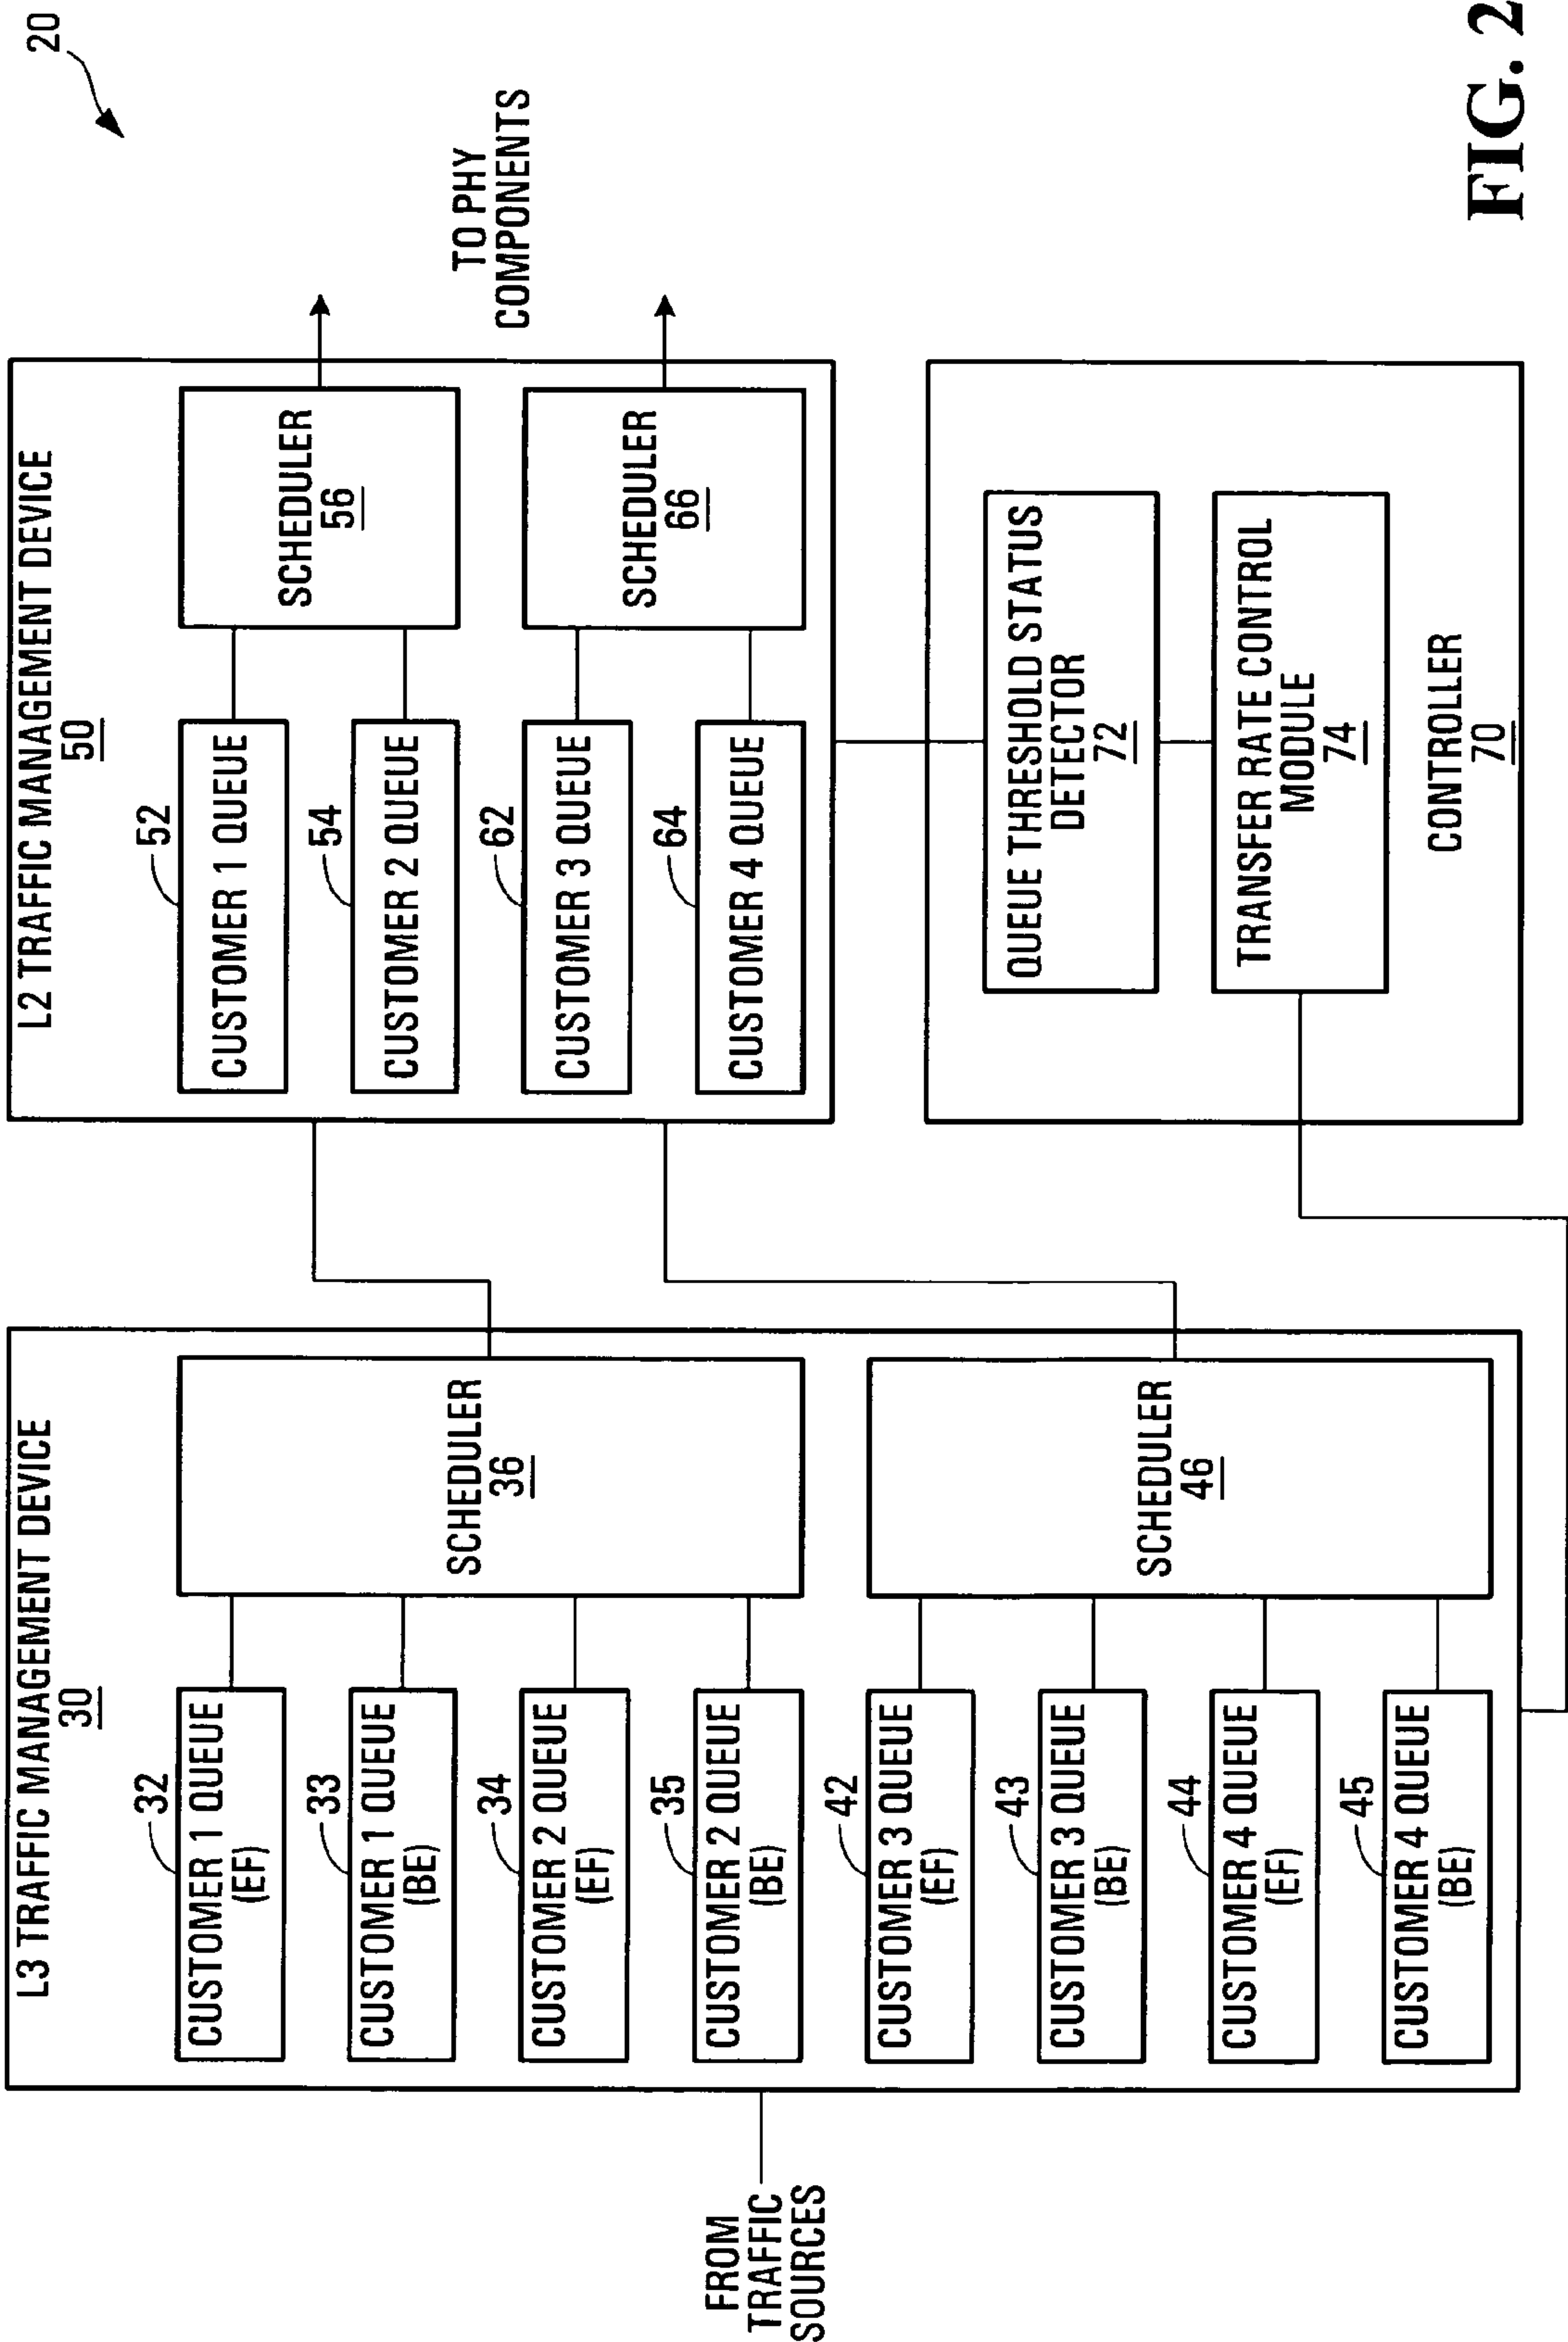 20
L3 TRAFFIC MANAGEMENT DEVICE
30
32
CUSTOMER 1 QUEUE
(EF)
33
CUSTOMER 1 QUEUE
(BE)
34
CUSTOMER 2 QUEUE
(EF)
35
CUSTOMER 2 QUEUE
(BE)
SCHEDULER
36
42
CUSTOMER 3 QUEUE
(EF)
43
CUSTOMER 3 QUEUE
(BE)
44
CUSTOMER 4 QUEUE
(EF)
45
CUSTOMER 4 QUEUE
(BE)
SCHEDULER
46
FROM
TRAFFIC
SOURCES
L2 TRAFFIC MANAGEMENT DEVICE
50
52
CUSTOMER 1 QUEUE
54
CUSTOMER 2 QUEUE
SCHEDULER
56
62
CUSTOMER 3 QUEUE
64
CUSTOMER 4 QUEUE
SCHEDULER
66
TO PHY
COMPONENTS
QUEUE THRESHOLD STATUS
DETECTOR
72
TRANSFER RATE CONTROL
MODULE
74
CONTROLLER
70
FIG. 2